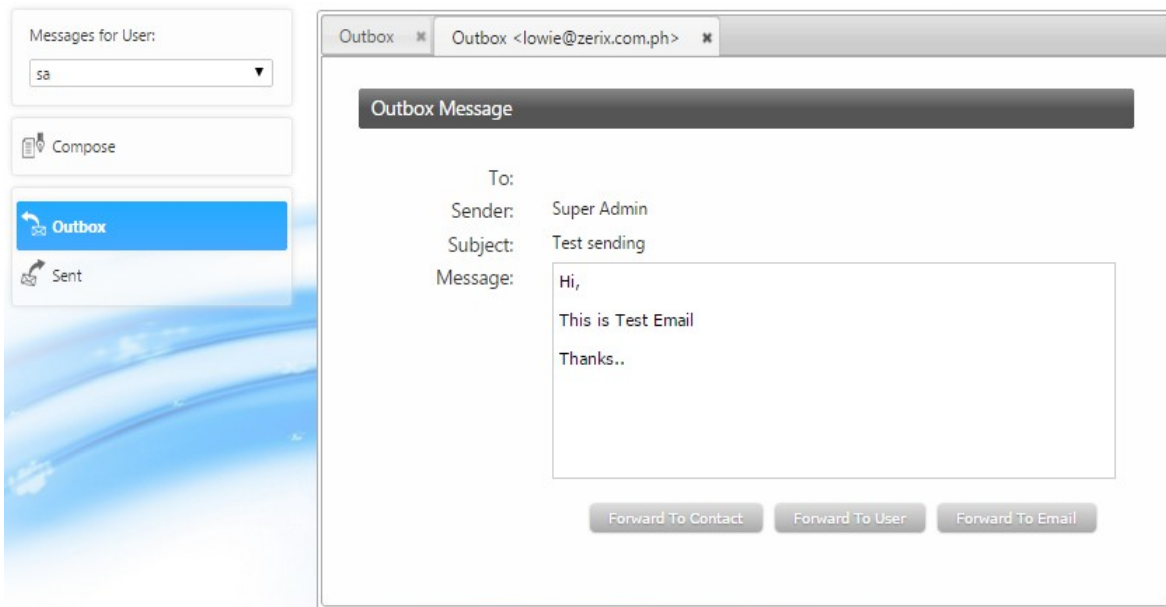 Messages for User:
sa
Compose
Outbox
Sent
Outbox
Outbox <lowie@zerix.com.ph>
Outbox Message
To:
Sender: Super Admin
Subject: Test sending
Message: Hi,
This is Test Email
Thanks..
Forward To Contact Forward To User Forward To Email